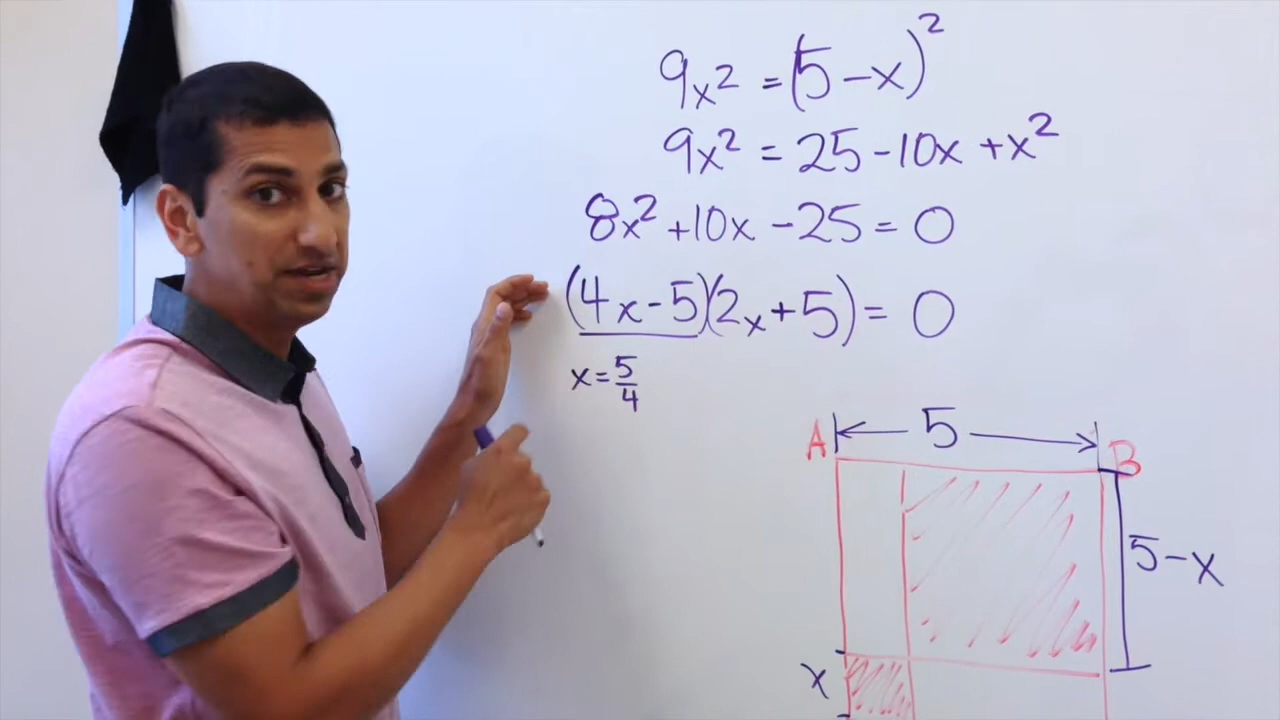 9x² = (5 - x)²
9x² = 25 - 10x + x²
8x² + 10x - 25 = 0
(4x - 5)(2x + 5) = 0
x = 5/4
A 5 B
5 - x
x